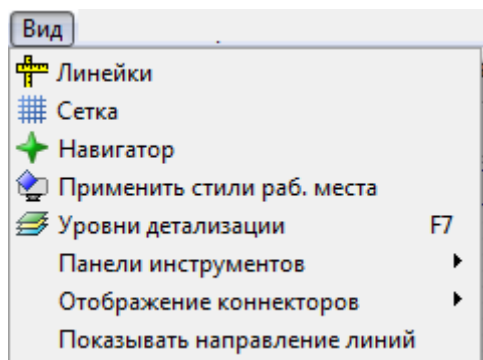 Вид
Линейки
Сетка
Навигатор
Применить стили раб. места
Уровни детализации F7
Панели инструментов
Отображение коннекторов
Показывать направление линий